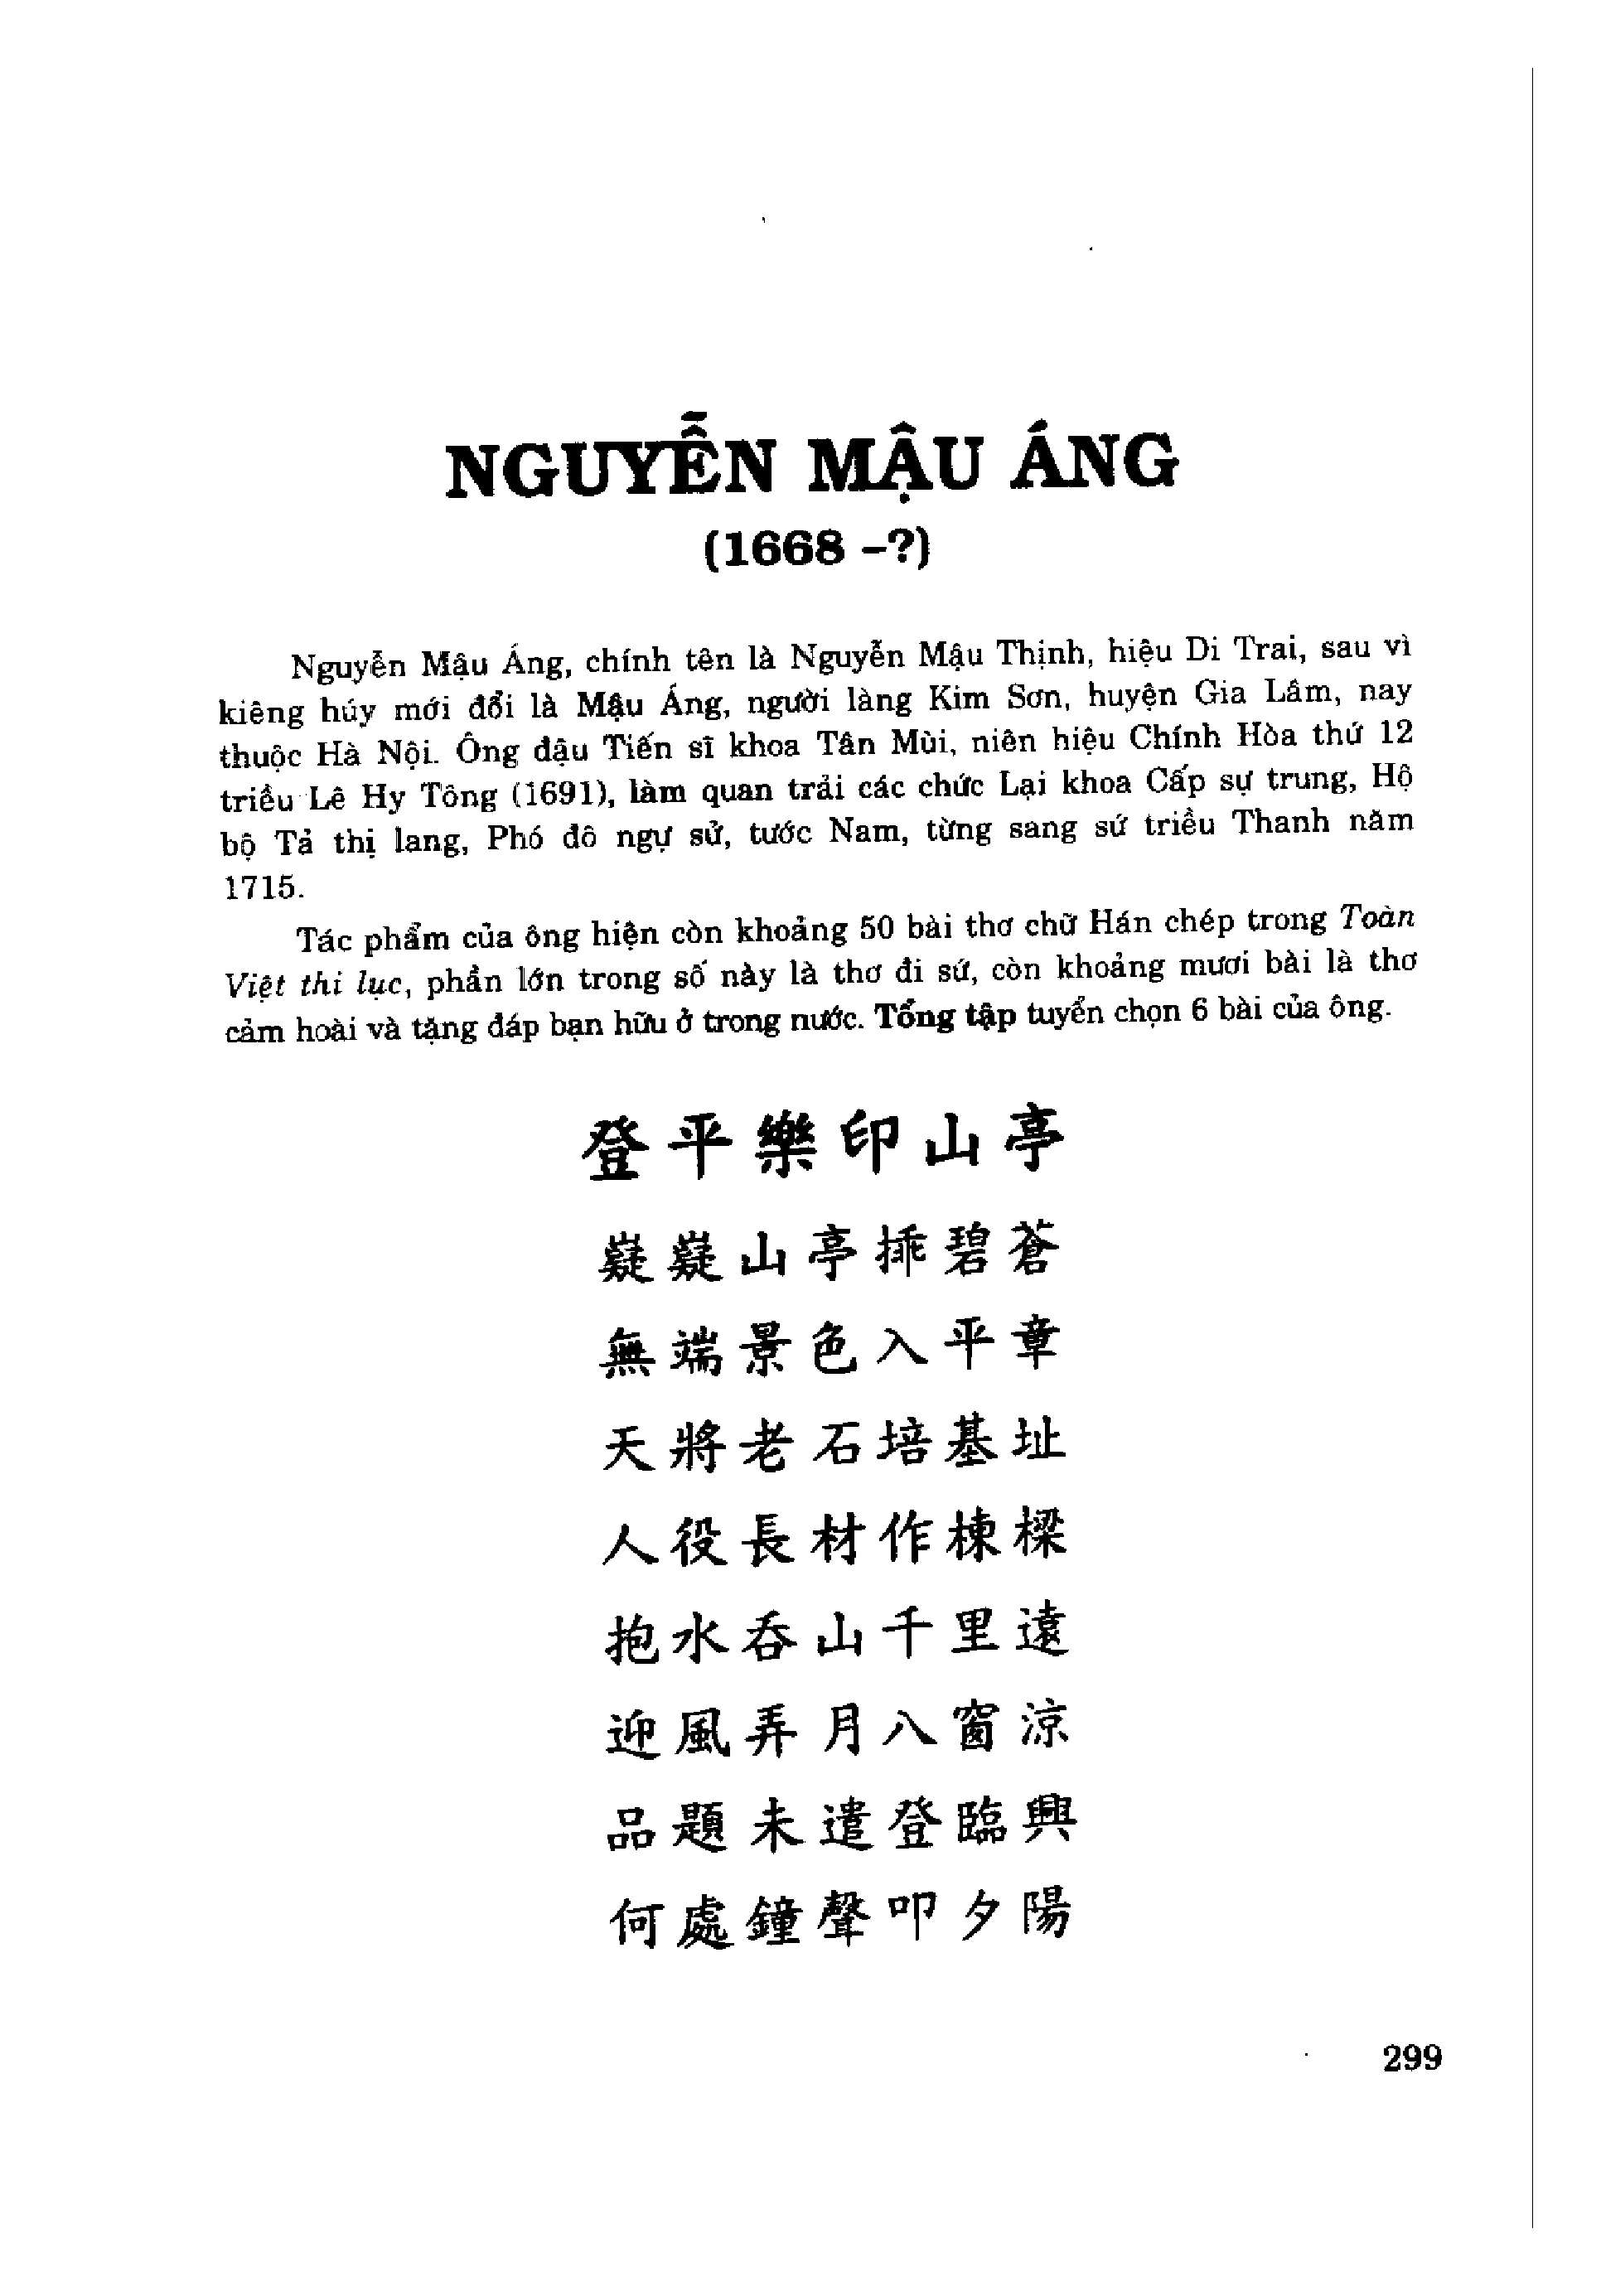 NGUYỄN MẬU ÁNG
(1668 –?)
Nguyễn Mậu Áng, chính tên là Nguyễn Mậu Thịnh, hiệu Di Trai, sau vì
kiêng húy mới đổi là Mậu Áng, người làng Kim Sơn, huyện Gia Lâm, nay
thuộc Hà Nội. Ông đậu Tiến sĩ khoa Tân Mùi, niên hiệu Chính Hòa thứ 12
triều Lê Hy Tông (1691), làm quan trải các chức Lại khoa Cấp sự trung, Hộ
bộ Tả thị lang, Phó đô ngự sử, tước Nam, từng sang sứ triều Thanh năm
1715.
Tác phẩm của ông hiện còn khoảng 50 bài thơ chữ Hán chép trong Toàn
Việt thi lục, phần lớn trong số này là thơ đi sứ, còn khoảng mươi bài là thơ
cảm hoài và tặng đáp bạn hữu ở trong nước. Tổng tập tuyển chọn 6 bài của ông.
登平樂印山亭
嶷嶷山亭碧蒼
無端景色入平章
天將老石培基址
人役長材作棟樑
抱水吞山千里遠
迎風弄月八窗涼
品題未遣登臨興
何處鐘聲叩夕陽
299